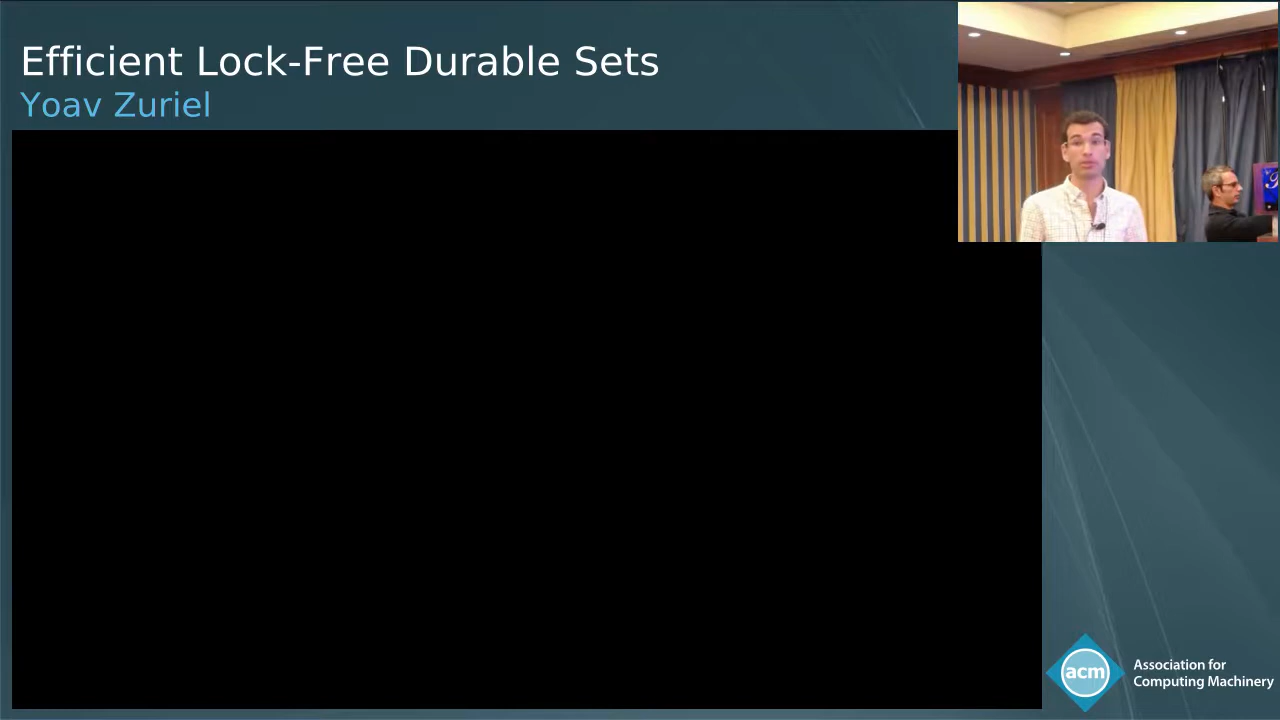 Efficient Lock-Free Durable Sets
Yoav Zuriel
acm
Association for
Computing Machinery